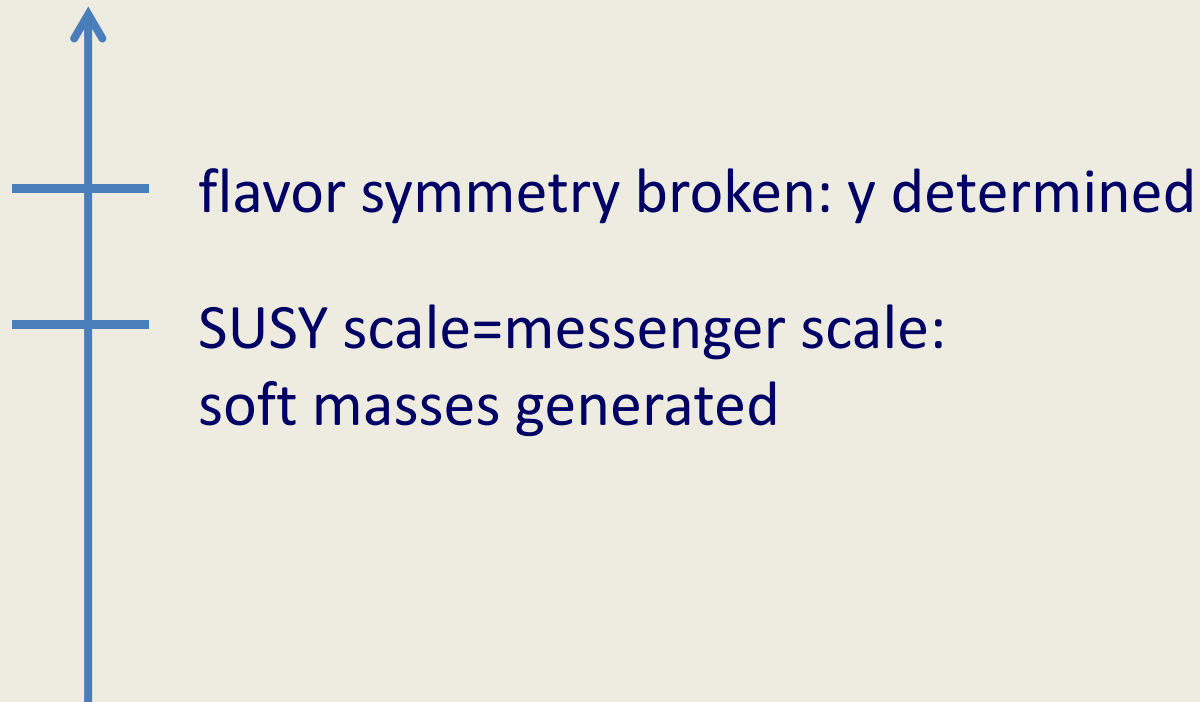 flavor symmetry broken: y determined
SUSY scale=messenger scale:
soft masses generated